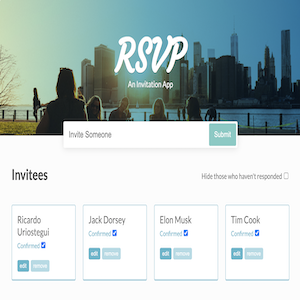 RSVP
An Invitation App
Invite Someone
Submit
Invitees
Hide those who haven't responded
Ricardo
Uriostegui
Confirmed
edit
remove
Jack Dorsey
Confirmed
edit
remove
Elon Musk
Confirmed
edit
remove
Tim Cook
Confirmed
edit
remove